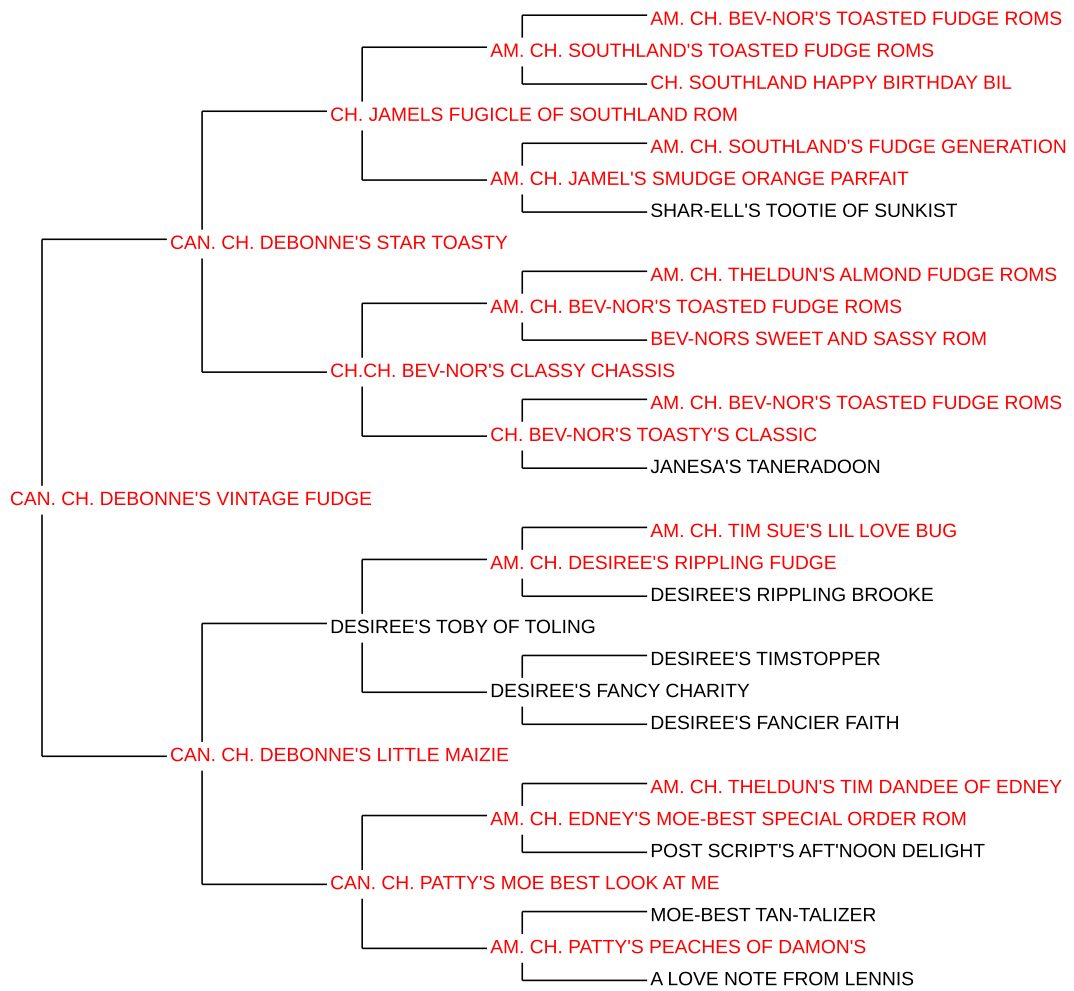 AM. CH. BEV-NOR'S TOASTED FUDGE ROMS
AM. CH. SOUTHLAND'S TOASTED FUDGE ROMS
CH. SOUTHLAND HAPPY BIRTHDAY BIL
CH. JAMELS FUGICLE OF SOUTHLAND ROM
AM. CH. SOUTHLAND'S FUDGE GENERATION
AM. CH. JAMEL'S SMUDGE ORANGE PARFAIT
SHAR-ELL'S TOOTIE OF SUNKIST
CAN. CH. DEBONNE'S STAR TOASTY
AM. CH. THELDUN'S ALMOND FUDGE ROMS
AM. CH. BEV-NOR'S TOASTED FUDGE ROMS
BEV-NORS SWEET AND SASSY ROM
CH.CH. BEV-NOR'S CLASSY CHASSIS
AM. CH. BEV-NOR'S TOASTED FUDGE ROMS
CH. BEV-NOR'S TOASTY'S CLASSIC
JANESA'S TANERADOON
CAN. CH. DEBONNE'S VINTAGE FUDGE
AM. CH. TIM SUE'S LIL LOVE BUG
AM. CH. DESIREE'S RIPPLING FUDGE
DESIREE'S RIPPLING BROOKE
DESIREE'S TOBY OF TOLING
DESIREE'S TIMSTOPPER
DESIREE'S FANCY CHARITY
DESIREE'S FANCIER FAITH
CAN. CH. DEBONNE'S LITTLE MAIZIE
AM. CH. THELDUN'S TIM DANDEE OF EDNEY
AM. CH. EDNEY'S MOE-BEST SPECIAL ORDER ROM
POST SCRIPT'S AFT'NOON DELIGHT
CAN. CH. PATTY'S MOE BEST LOOK AT ME
MOE-BEST TAN-TALIZER
AM. CH. PATTY'S PEACHES OF DAMON'S
A LOVE NOTE FROM LENNIS